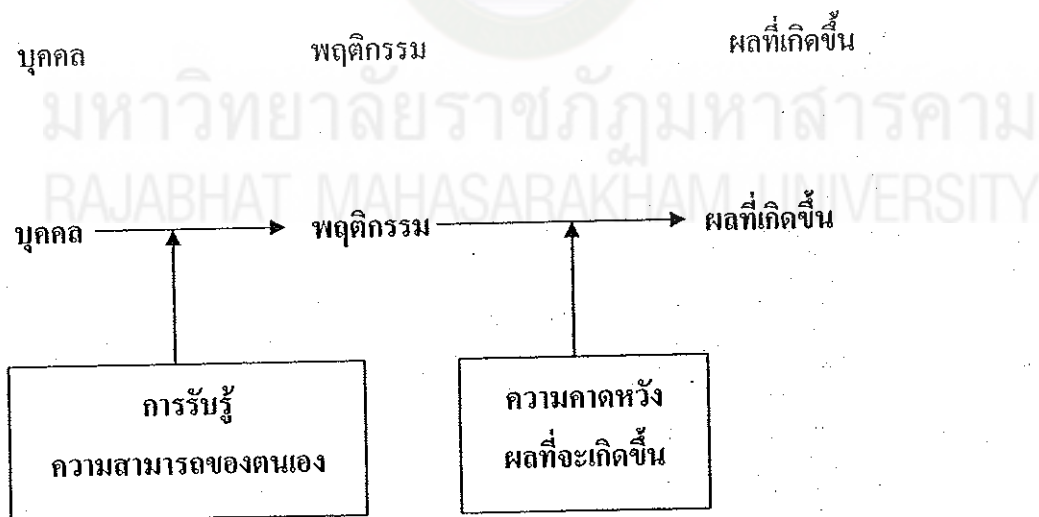 บุคคล พฤติกรรม ผลที่เกิดขึ้น
มหาวิทยาลัยราชภัฏมหาสารคาม
RAJABHAT MAHASARAKHAM UNIVERSITY
บุคคล พฤติกรรม ผลที่เกิดขึ้น
การรับรู้
ความสามารถของตนเอง
ความคาดหวัง
ผลที่จะเกิดขึ้น